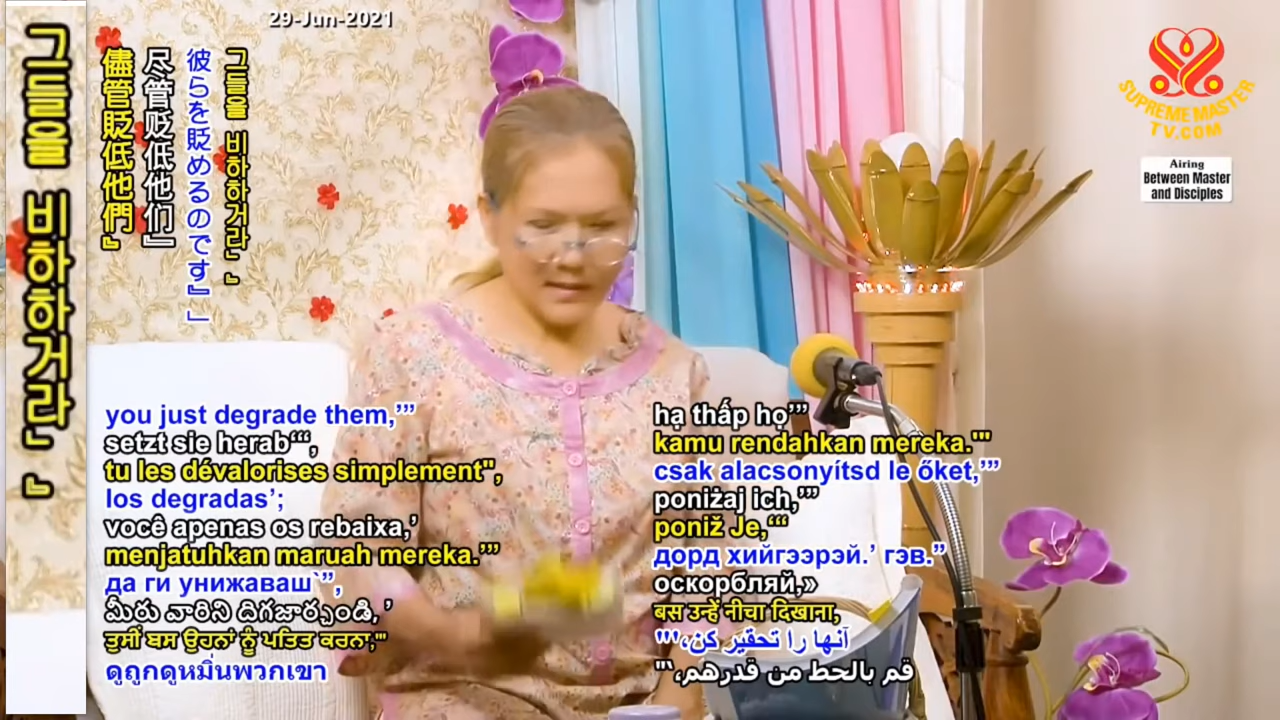 29-Jun-2021
그들을 비하하거라」』
그들을 비하하거라」』
彼らを貶めるのです』」
尽管贬低他们』
儘管貶低他們』
SUPREME MASTER
TV.COM
Airing
Between Master
and Disciples
you just degrade them,’”
setzt sie herab‘“,
tu les dévalorises simplement",
los degradas’;
você apenas os rebaixa,’
menjatuhkan maruah mereka.’”
да ги унижаваш`”,
మీరు వారిని దిగజార్చండి, ’
ਤੁਸੀਂ ਬਸ ਉਹਨਾਂ ਨੂੰ ਪਤਿਤ ਕਰਨਾ,'"
ดูถูกดูหมิ่นพวกเขา
hạ thấp họ’”
kamu rendahkan mereka.'"
csak alacsonyítsd le őket,’”
poniżaj ich,’”
poniž Je,‘“
дорд хийгээрэй.’ гэв.”
оскорбляй,»
बस उन्हें नीचा दिखाना,
آنها را تحقیر کن،'"
قم بالحط من قدرهم،‘"